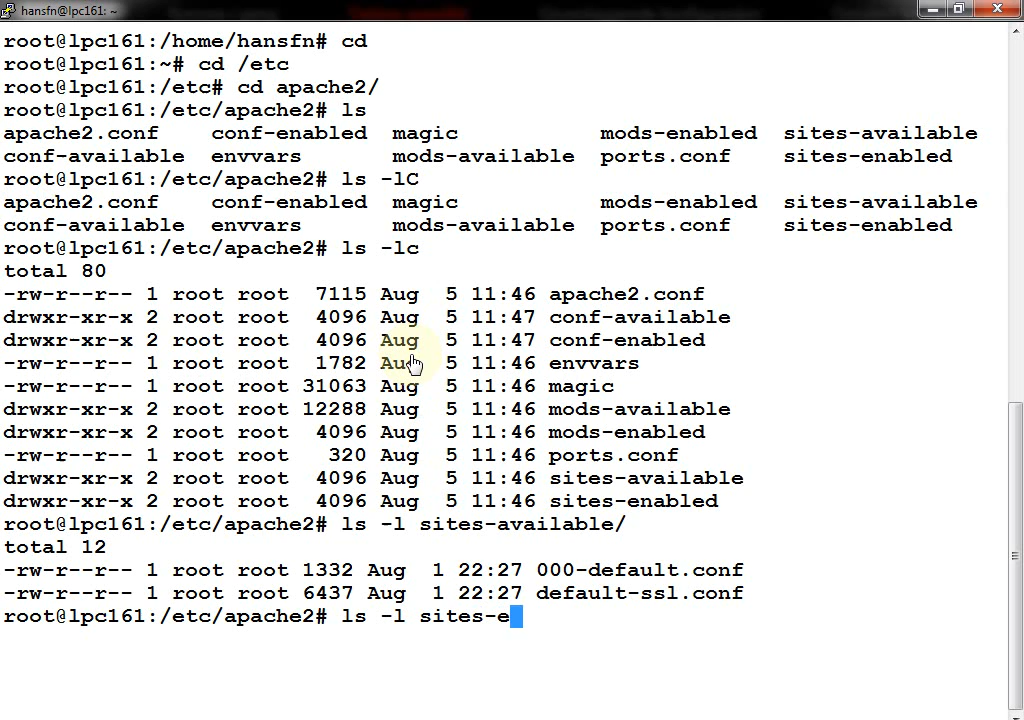 hansfn@lpc161: ~
root@lpc161:/home/hansfn# cd
root@lpc161:~# cd /etc
root@lpc161:/etc# cd apache2/
root@lpc161:/etc/apache2# ls
apache2.conf    conf-enabled  magic           mods-enabled  sites-available
conf-available  envvars       mods-available  ports.conf    sites-enabled
root@lpc161:/etc/apache2# ls -lC
apache2.conf    conf-enabled  magic           mods-enabled  sites-available
conf-available  envvars       mods-available  ports.conf    sites-enabled
root@lpc161:/etc/apache2# ls -lc
total 80
-rw-r--r-- 1 root root  7115 Aug  5 11:46 apache2.conf
drwxr-xr-x 2 root root  4096 Aug  5 11:47 conf-available
drwxr-xr-x 2 root root  4096 Aug  5 11:47 conf-enabled
-rw-r--r-- 1 root root  1782 Aug  5 11:46 envvars
-rw-r--r-- 1 root root 31063 Aug  5 11:46 magic
drwxr-xr-x 2 root root 12288 Aug  5 11:46 mods-available
drwxr-xr-x 2 root root  4096 Aug  5 11:46 mods-enabled
-rw-r--r-- 1 root root   320 Aug  5 11:46 ports.conf
drwxr-xr-x 2 root root  4096 Aug  5 11:46 sites-available
drwxr-xr-x 2 root root  4096 Aug  5 11:46 sites-enabled
root@lpc161:/etc/apache2# ls -l sites-available/
total 12
-rw-r--r-- 1 root root 1332 Aug  1 22:27 000-default.conf
-rw-r--r-- 1 root root 6437 Aug  1 22:27 default-ssl.conf
root@lpc161:/etc/apache2# ls -l sites-e